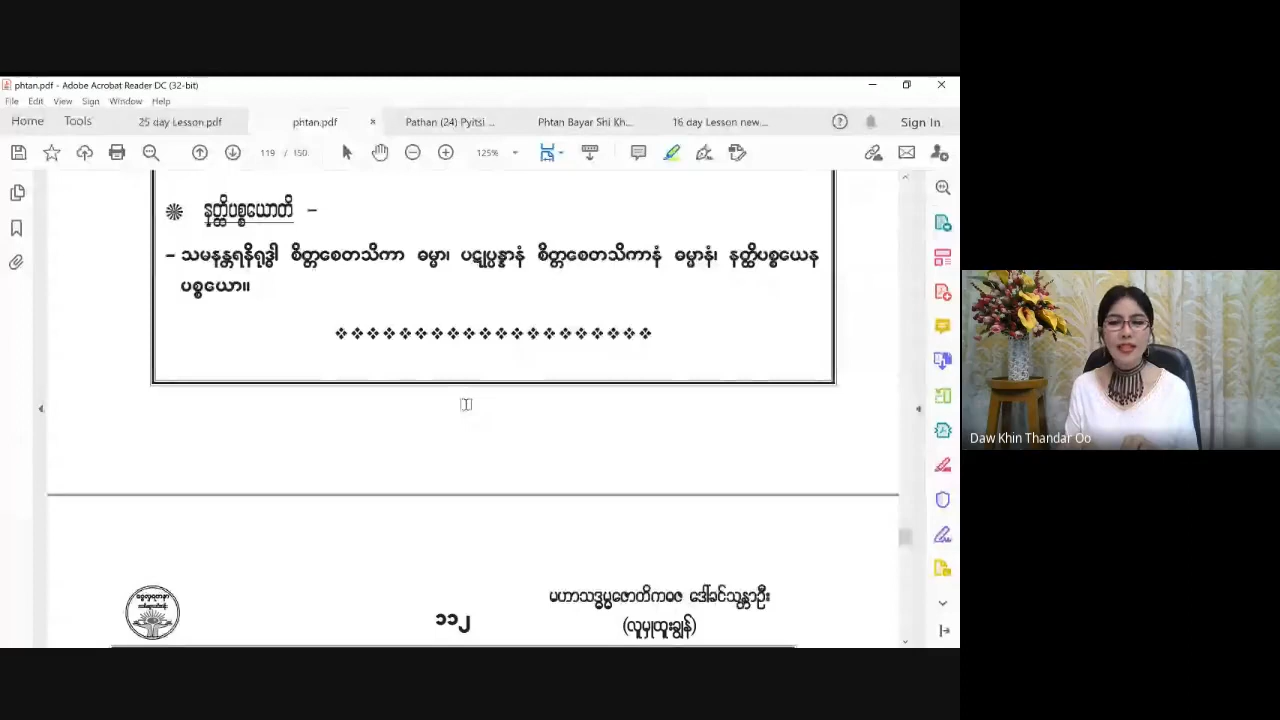 phtan.pdf - Adobe Acrobat Reader DC (32-bit)
File Edit View Sign Window Help
Home Tools 25 day Lesson.pdf phtan.pdf × Pathan (24) Pyitsi ... Phtan Bayar Shi Kh... 16 day Lesson new.... Sign In
119 / 150 125%
နတ္ထိပစ္စယောတိ –
– သမနန္တရနိရုဒ္ဓါ စိတ္တစေတသိကာ ဓမ္မာ၊ ပဋုပ္ပန္နာနံ စိတ္တစေတသိကာနံ ဓမ္မာနံ၊ နတ္ထိပစ္စယေန
ပစ္စယော။
Daw Khin Thandar Oo
မဟာသဒ္ဓမ္မဇောတိကဓဇ ဒေါ်ခင်သန္တာဦး
၁၁၂
(လူမှုထူးချွန်)